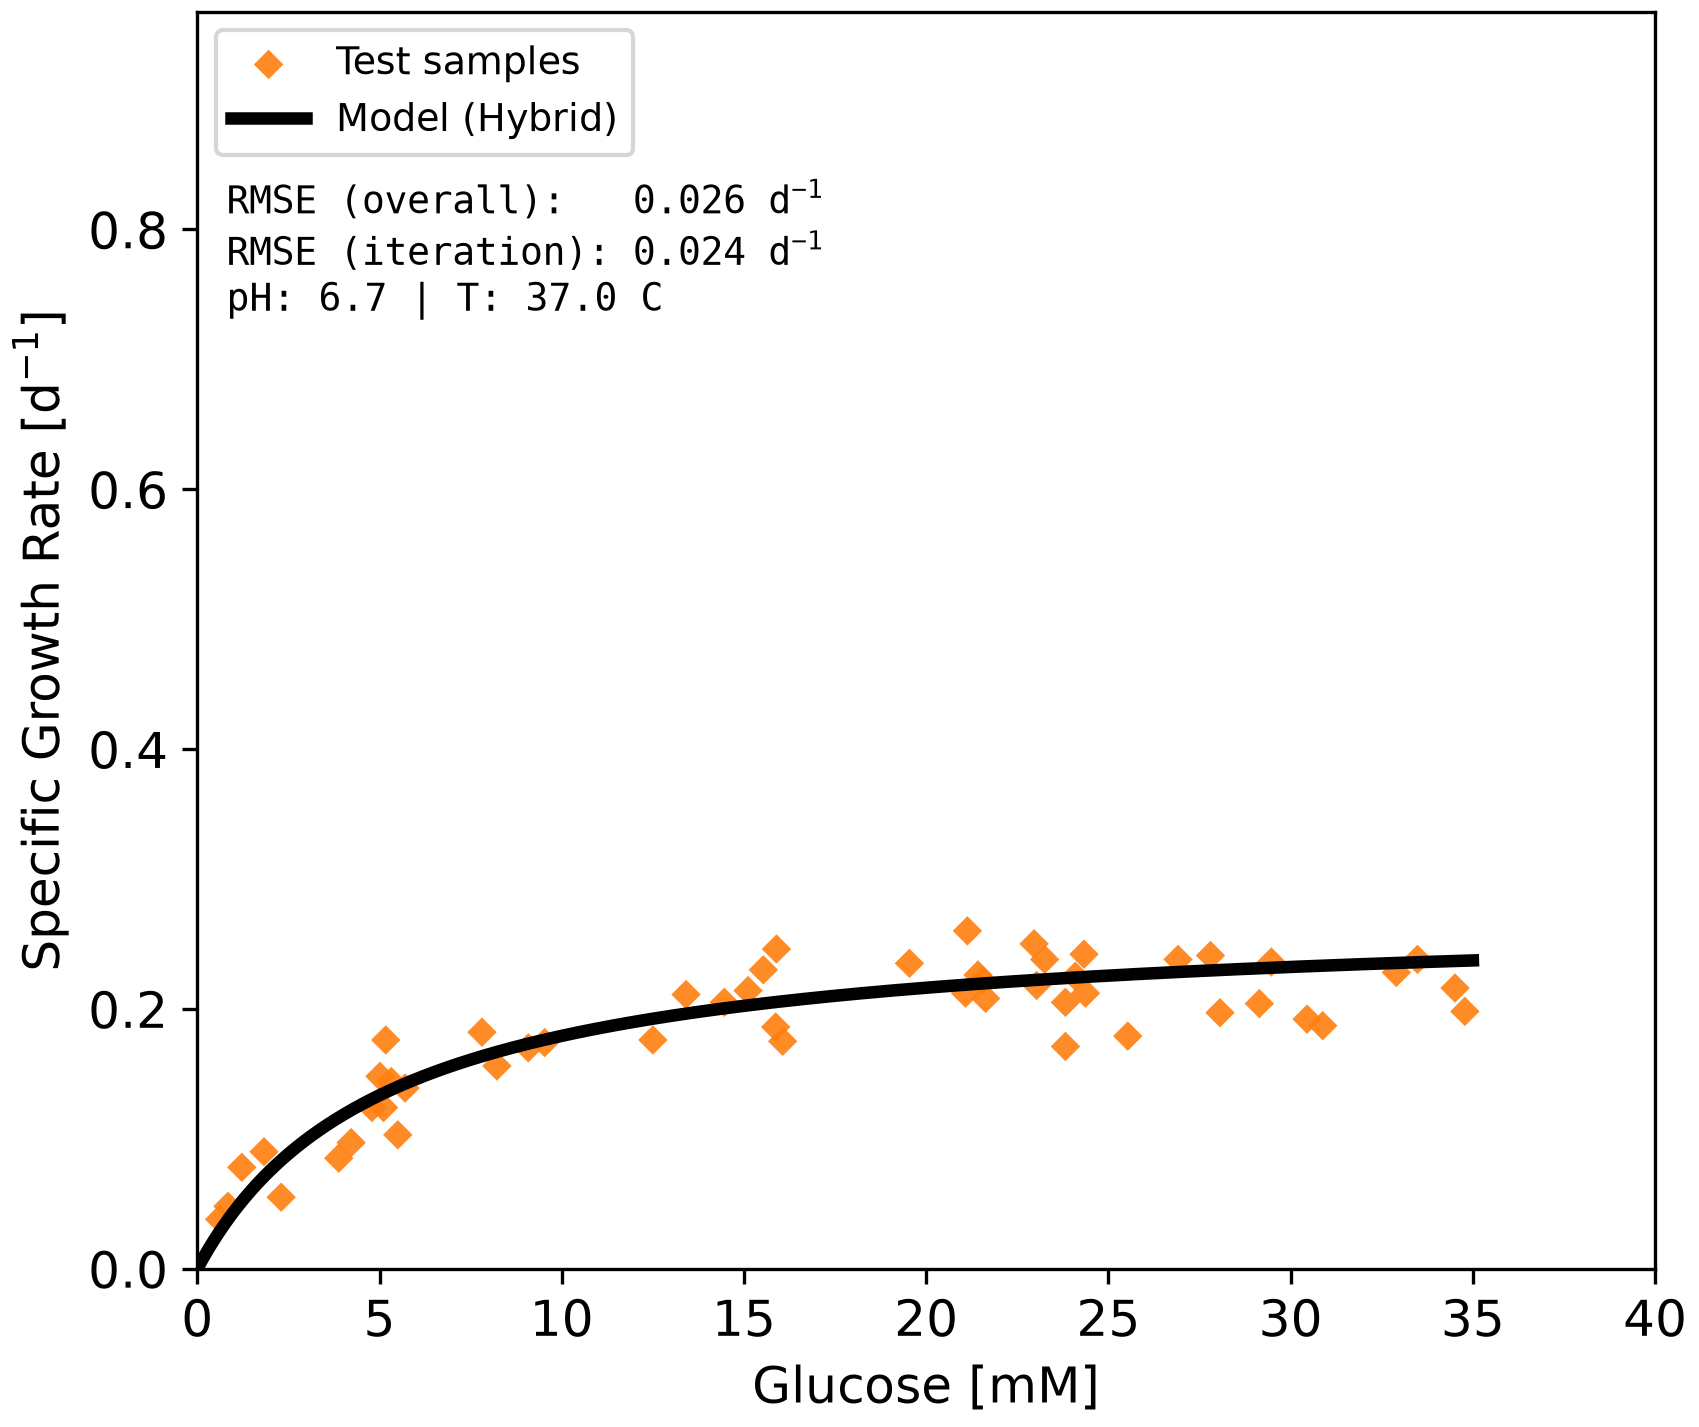 Test samples
Model (Hybrid)
RMSE (overall):   0.026 d⁻¹
RMSE (iteration): 0.024 d⁻¹
pH: 6.7 | T: 37.0 C
Specific Growth Rate [d⁻¹]
0.8
0.6
0.4
0.2
0.0
0 5 10 15 20 25 30 35 40
Glucose [mM]